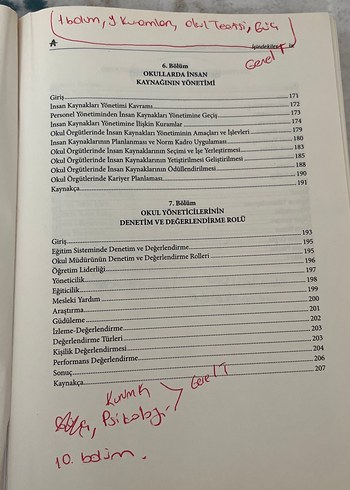 1 bölüm, y Kuramları, okul Teorisi, Güç
İçindekiler
Genel T
6. Bölüm
OKULLARDA İNSAN
KAYNAĞININ YÖNETİMİ
Giriş 171
İnsan Kaynakları Yönetimi Kavramı 172
Personel Yönetiminden İnsan Kaynakları Yönetimine Geçiş 173
İnsan Kaynakları Yönetimine İlişkin Kuramlar 174
Okul Örgütlerinde İnsan Kaynakları Yönetiminin Amaçları ve İşlevleri 179
İnsan Kaynaklarının Planlanması ve Norm Kadro Uygulaması 180
Okul Örgütlerinde İnsan Kaynaklarının Seçimi ve İşe Yerleştirmesi 183
Okul Örgütlerinde İnsan Kaynaklarının Yetiştirilmesi Geliştirilmesi 185
Okul Örgütlerinde İnsan Kaynaklarının Ödüllendirilmesi 188
Okul Örgütlerinde Kariyer Planlaması 190
Kaynakça 191
7. Bölüm
OKUL YÖNETİCİLERİNİN
DENETİM VE DEĞERLENDİRME ROLÜ
Giriş 193
Eğitim Sisteminde Denetim ve Değerlendirme 195
Okul Müdürünün Denetim ve Değerlendirme Rolleri 195
Öğretim Liderliği 196
Yöneticilik 197
Eğiticilik 198
Mesleki Yardım 199
Araştırma 200
Güdüleme 201
İzleme-Değerlendirme 202
Değerlendirme Türleri 203
Kişilik Değerlendirmesi 203
Performans Değerlendirme 204
Sonuç 206
Kaynakça 207
Genel T
Psikoloji
10. bölüm.